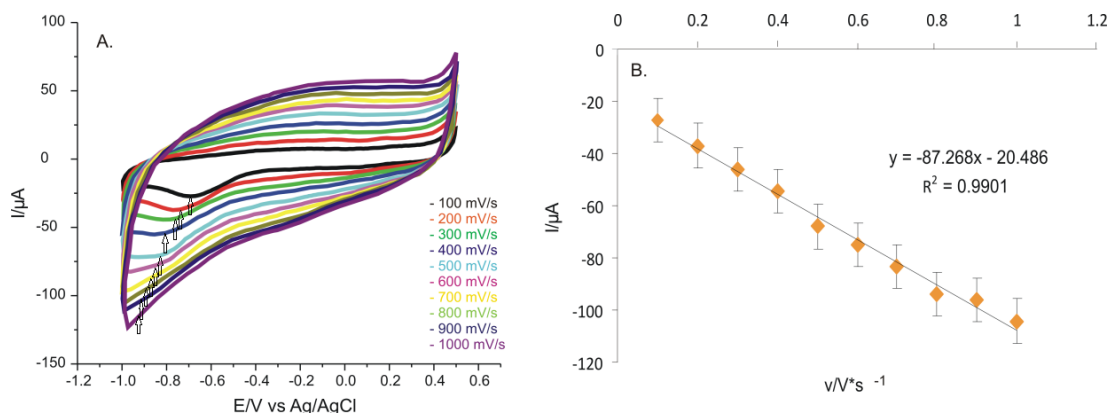 A.
100
50
0
-50
-100
-150
I/µA
-1.2 -1.0 -0.8 -0.6 -0.4 -0.2 0.0 0.2 0.4 0.6
E/V vs Ag/AgCl
- 100 mV/s
- 200 mV/s
- 300 mV/s
- 400 mV/s
- 500 mV/s
- 600 mV/s
- 700 mV/s
- 800 mV/s
- 900 mV/s
- 1000 mV/s
0 0.2 0.4 0.6 0.8 1 1.2
B.
0
-20
-40
-60
-80
-100
-120
I/µA
y = -87.268x - 20.486
R² = 0.9901
v/V*s⁻¹